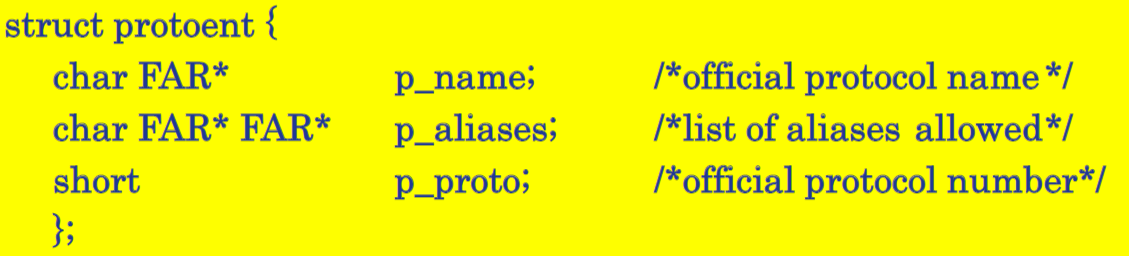 struct protoent {
char FAR* p_name; /*official protocol name*/
char FAR* FAR* p_aliases; /*list of aliases allowed*/
short p_proto; /*official protocol number*/
};